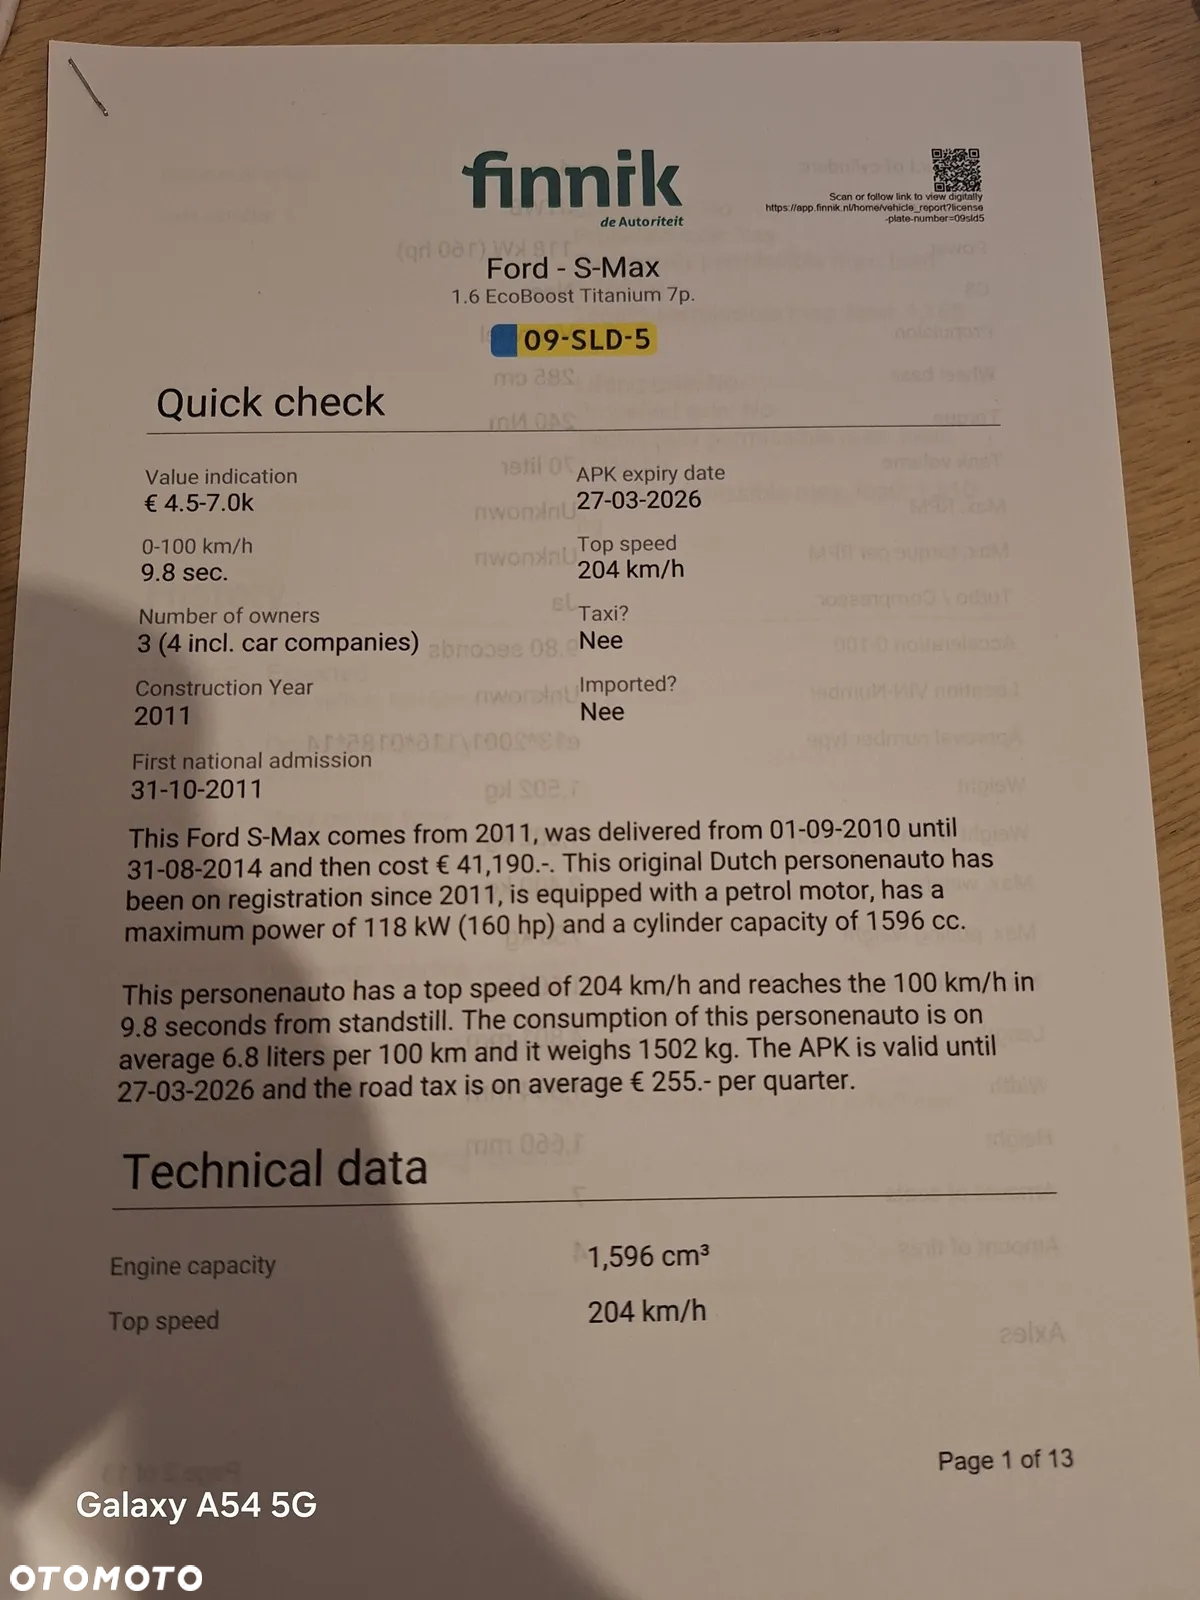 finnik
de Autoriteit
Scan or follow link to view digitally
https://app.finnik.nl/home/vehicle_report?license
-plate-number=09sld5
Ford - S-Max
1.6 EcoBoost Titanium 7p.
09-SLD-5
Quick check
Value indication
€ 4.5-7.0k
APK expiry date
27-03-2026
0-100 km/h
9.8 sec.
Top speed
204 km/h
Number of owners
3 (4 incl. car companies)
Taxi?
Nee
Construction Year
2011
Imported?
Nee
First national admission
31-10-2011
This Ford S-Max comes from 2011, was delivered from 01-09-2010 until
31-08-2014 and then cost € 41,190.-. This original Dutch personenauto has
been on registration since 2011, is equipped with a petrol motor, has a
maximum power of 118 kW (160 hp) and a cylinder capacity of 1596 cc.
This personenauto has a top speed of 204 km/h and reaches the 100 km/h in
9.8 seconds from standstill. The consumption of this personenauto is on
average 6.8 liters per 100 km and it weighs 1502 kg. The APK is valid until
27-03-2026 and the road tax is on average € 255.- per quarter.
Technical data
Engine capacity
1,596 cm³
Top speed
204 km/h
Page 1 of 13
Galaxy A54 5G
OTOMOTO